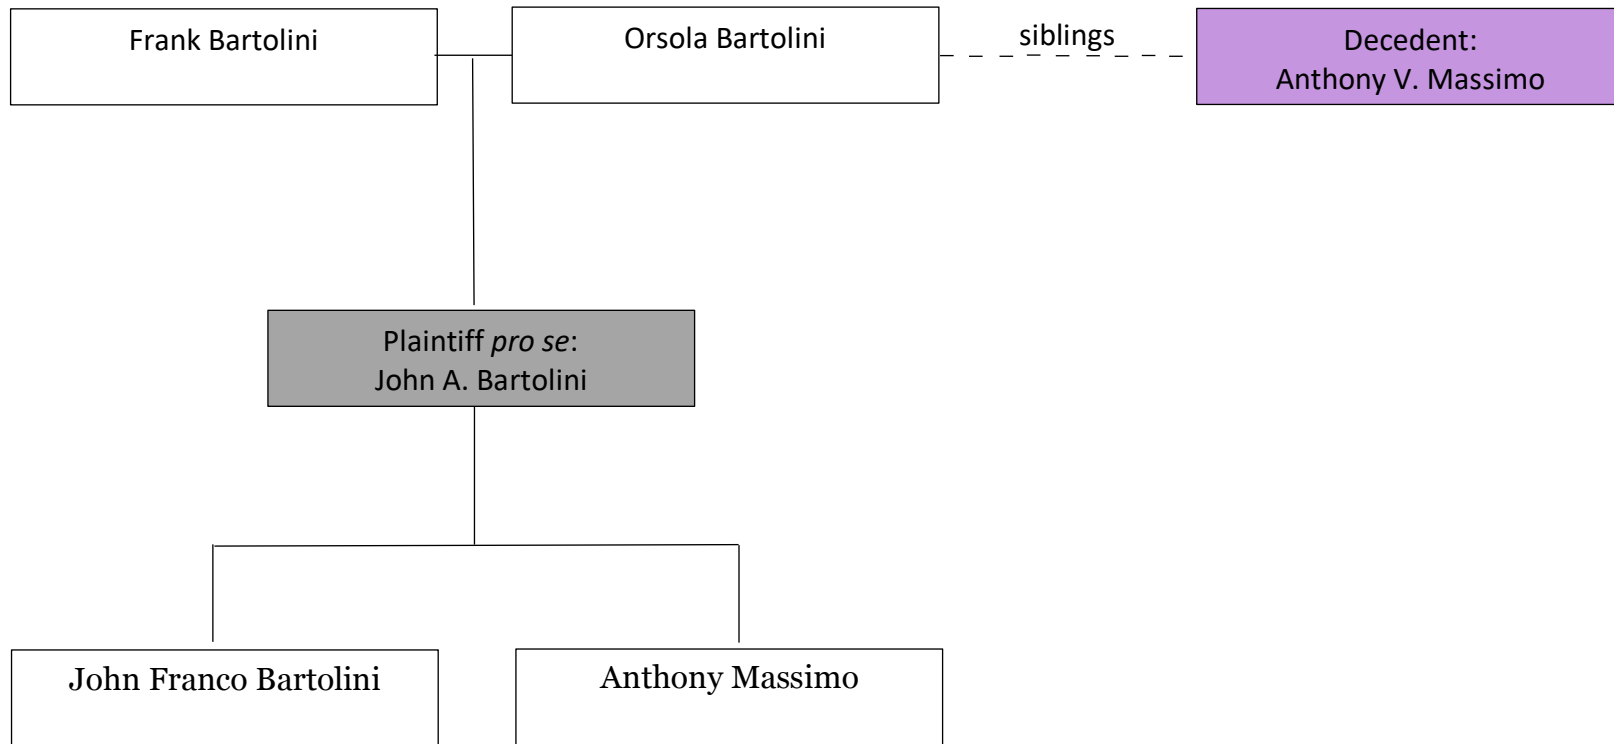 Frank Bartolini
Orsola Bartolini
siblings
Decedent:
Anthony V. Massimo
Plaintiff pro se:
John A. Bartolini
John Franco Bartolini
Anthony Massimo